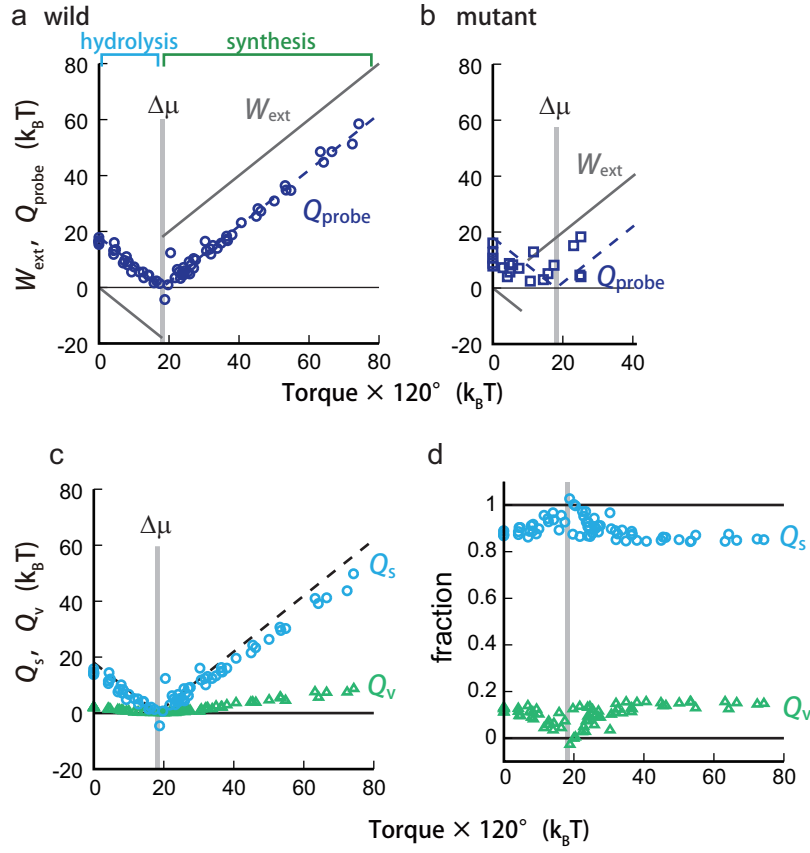 a wild
b mutant
hydrolysis synthesis
80
60
40
20
0
-20
Δμ
W_ext
Q_probe
W_ext, Q_probe (k_BT)
0 20 40 60 80
80
60
40
20
0
-20
Δμ
W_ext
Q_probe
0 20 40
Torque × 120° (k_BT)
c
80
60
40
20
0
-20
Δμ
Q_s
Q_v
Q_s, Q_v (k_BT)
0 20 40 60 80
d
1
0.8
0.6
0.4
0.2
0
fraction
Q_s
Q_v
0 20 40 60 80
Torque × 120° (k_BT)